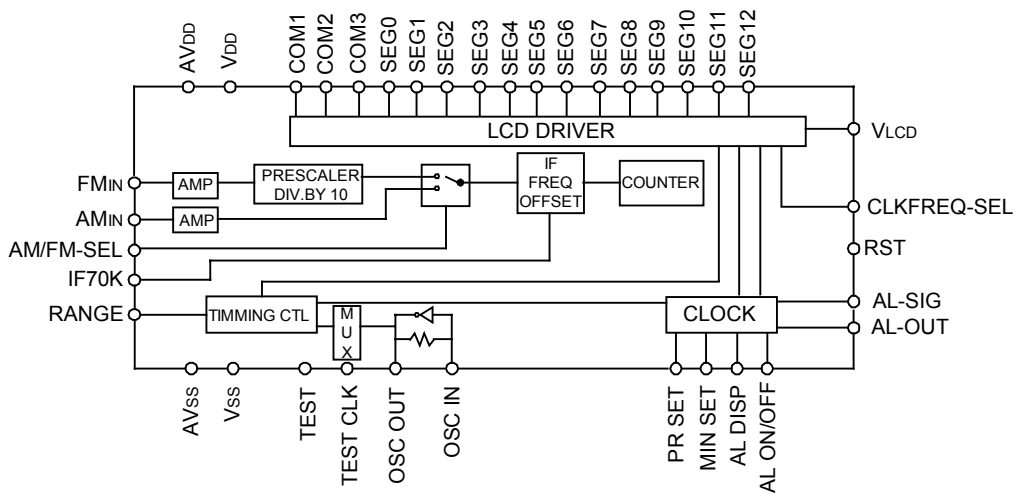 AVDD
VDD
COM1
COM2
COM3
SEG0
SEG1
SEG2
SEG3
SEG4
SEG5
SEG6
SEG7
SEG8
SEG9
SEG10
SEG11
SEG12
LCD DRIVER
VLCD
FMIN
AMP
PRESCALER
DIV.BY 10
IF
FREQ
OFFSET
COUNTER
AMIN
AMP
CLKFREQ-SEL
AM/FM-SEL
RST
IF70K
RANGE
TIMMING CTL
M
U
X
CLOCK
AL-SIG
AL-OUT
AVSS
VSS
TEST
TEST CLK
OSC OUT
OSC IN
PR SET
MIN SET
AL DISP
AL ON/OFF